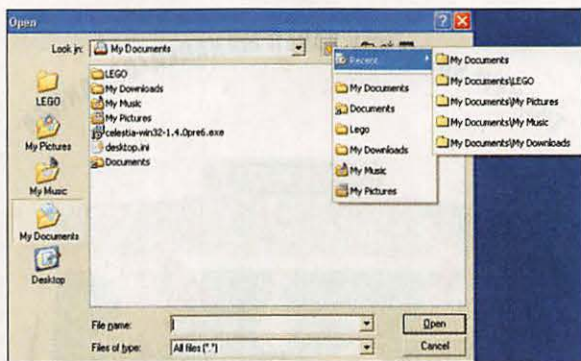 Open
Look in:
My Documents
LEGO
My Pictures
My Music
My Documents
Desktop
LEGO
My Downloads
My Music
My Pictures
celestia-win32-1.4.0pre6.exe
desktop.ini
Documents
Recent
My Documents
Documents
Lego
My Downloads
My Music
My Pictures
My Documents
My Documents\LEGO
My Documents\My Pictures
My Documents\My Music
My Documents\My Downloads
File name:
Open
Files of type:
All files (*.*)
Cancel